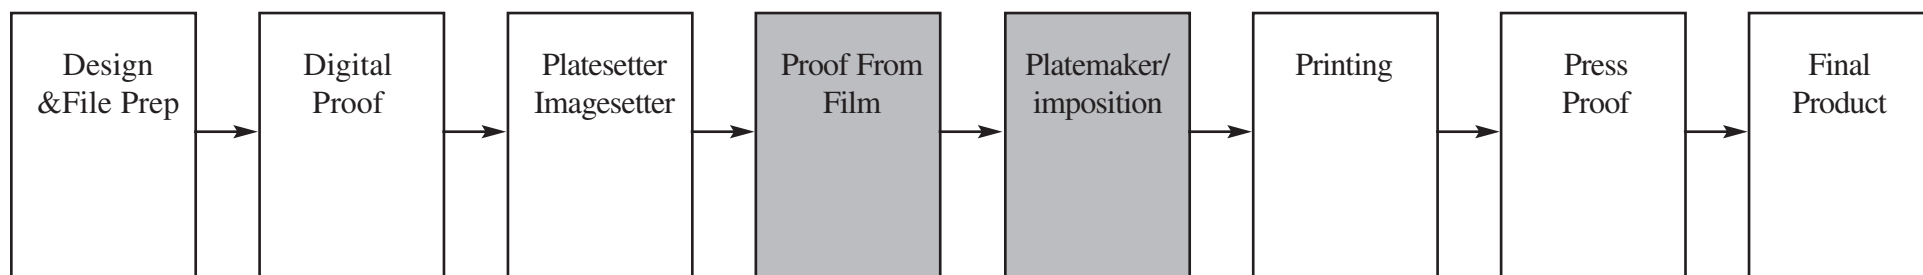 Design
&File Prep
Digital
Proof
Platesetter
Imagesetter
Proof From
Film
Platemaker/
imposition
Printing
Press
Proof
Final
Product